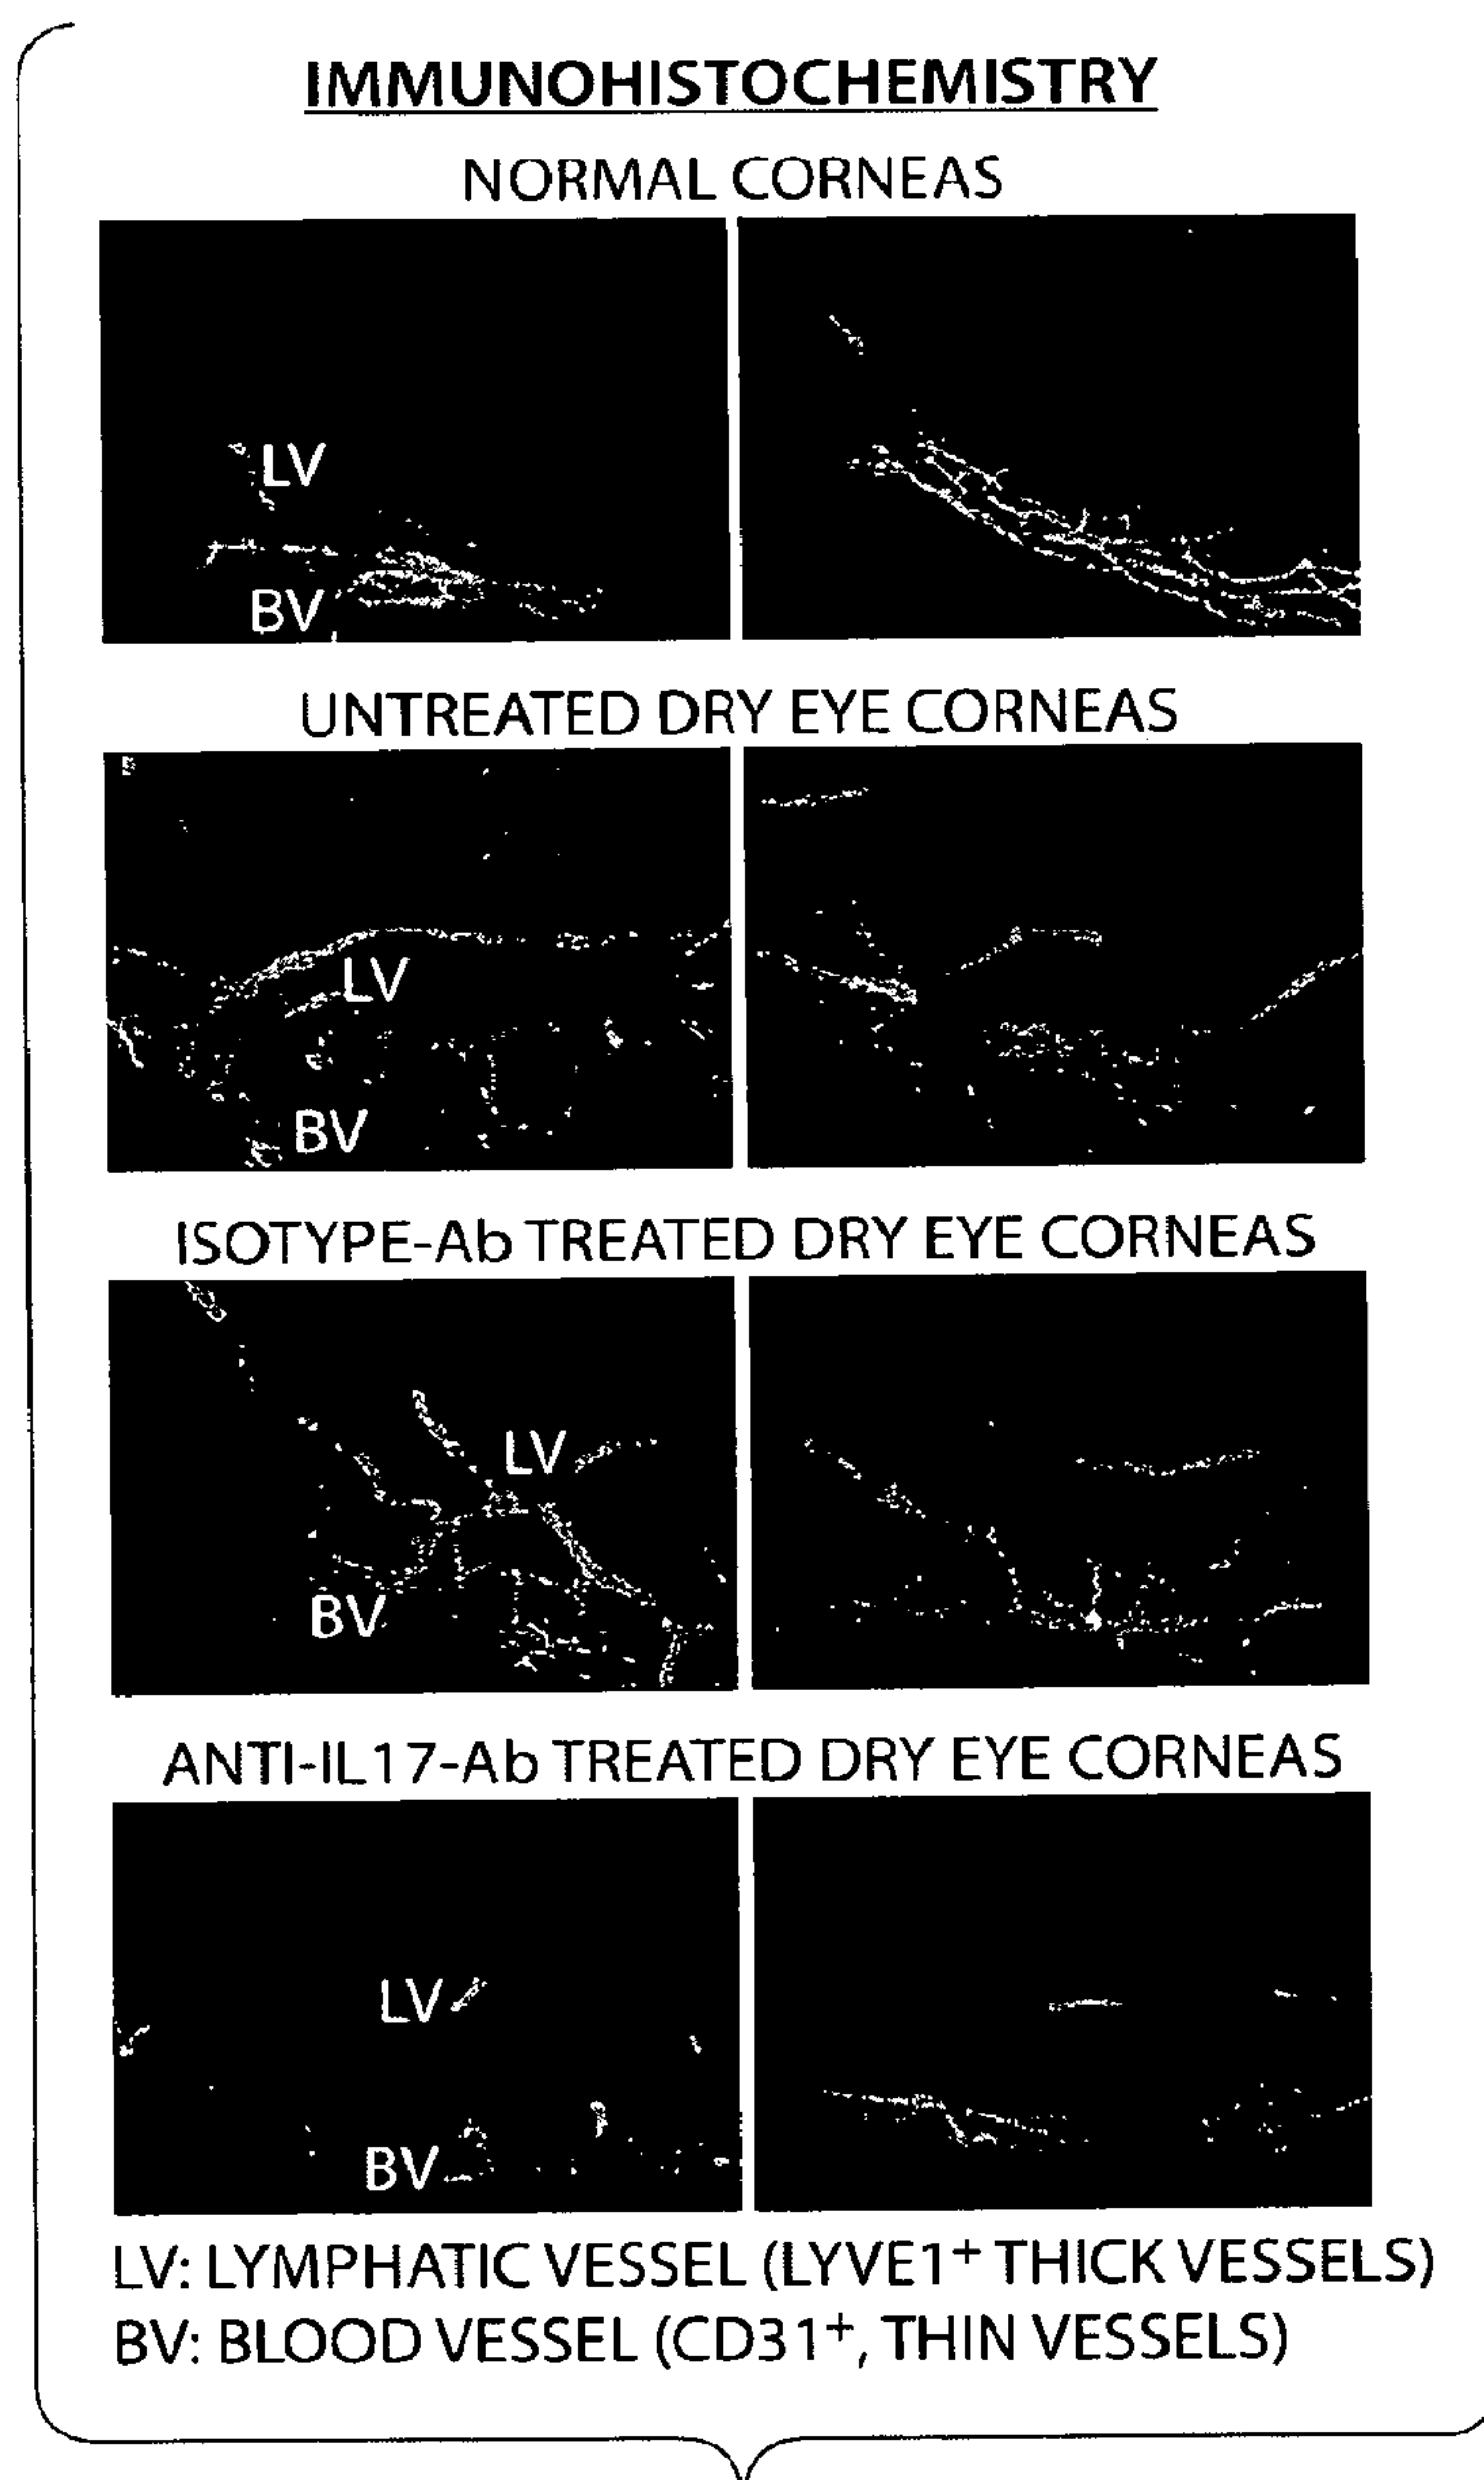 IMMUNOHISTOCHEMISTRY
NORMAL CORNEAS
LV
BV
UNTREATED DRY EYE CORNEAS
LV
BV
ISOTYPE-Ab TREATED DRY EYE CORNEAS
LV
BV
ANTI-IL17-Ab TREATED DRY EYE CORNEAS
LV
BV
LV: LYMPHATIC VESSEL (LYVE1⁺ THICK VESSELS)
BV: BLOOD VESSEL (CD31⁺, THIN VESSELS)